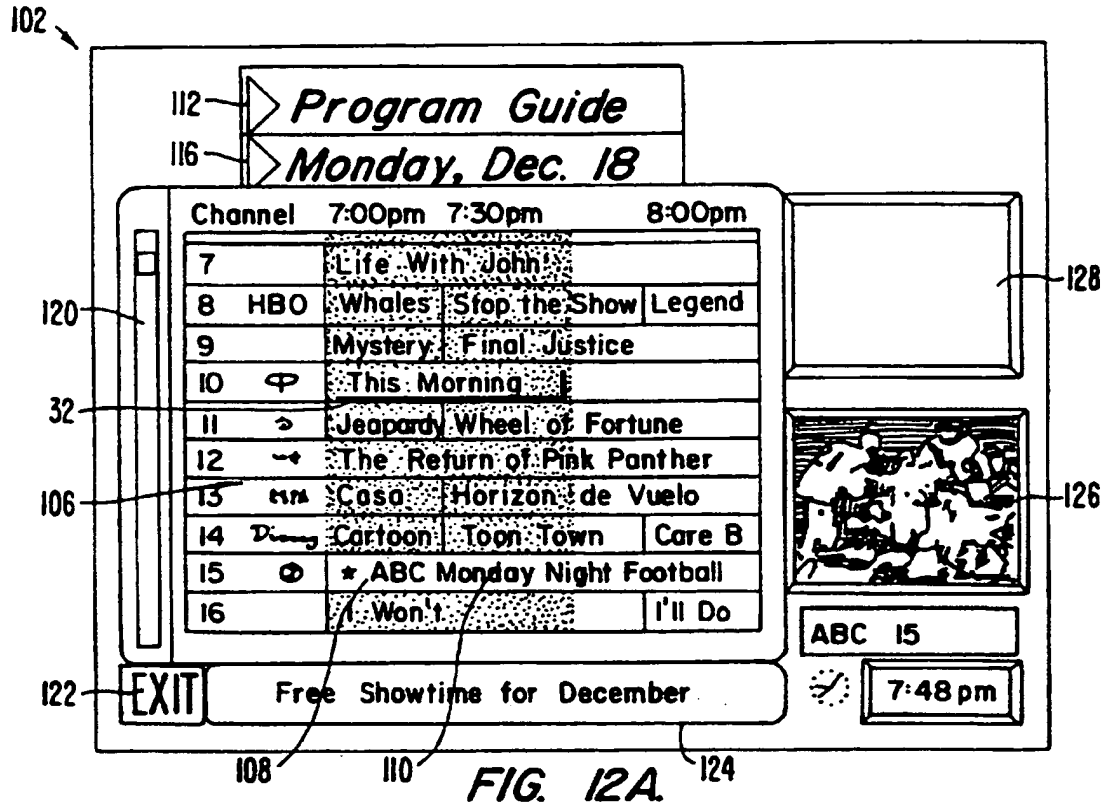 102
112 Program Guide
116 Monday, Dec. 18
Channel 7:00pm 7:30pm 8:00pm
7 Life With John
8 HBO Whales Stop the Show Legend
128
120
9 Mystery Final Justice
10 This Morning
32
11 Jeopardy Wheel of Fortune
12 The Return of Pink Panther
106
13 Casa Horizon de Vuelo
126
14 Disney Cartoon Toon Town Care B
15 ★ ABC Monday Night Football
16 I Won't I'll Do
ABC 15
122 EXIT Free Showtime for December
7:48 pm
108 110 124
FIG. 12A.